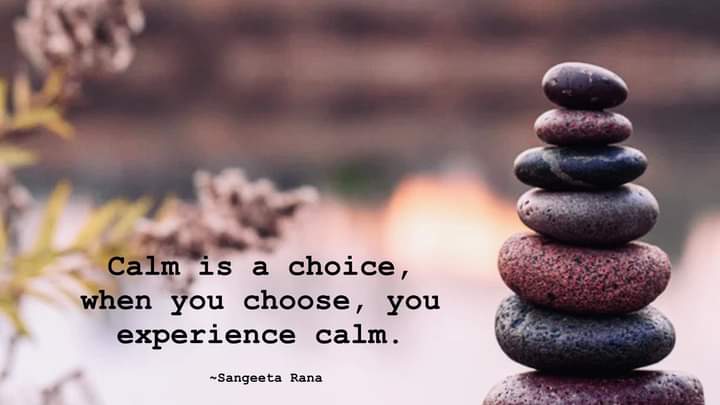 Calm is a choice,
when you choose, you
experience calm.
~Sangeeta Rana